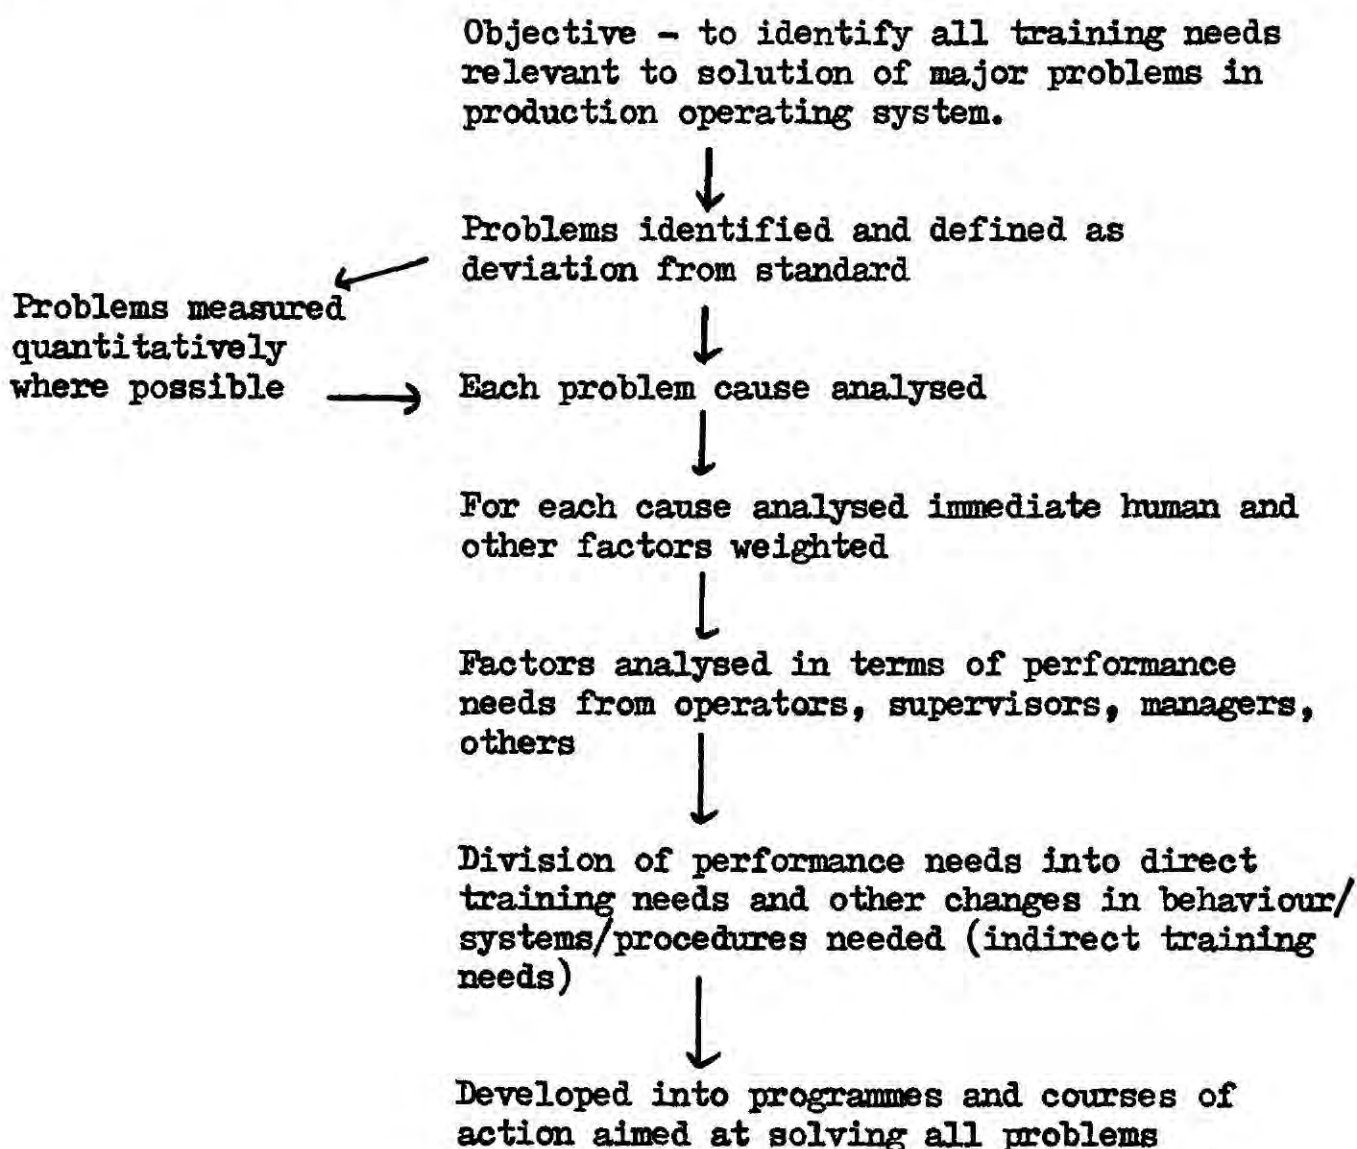 Objective - to identify all training needs
relevant to solution of major problems in
production operating system.
Problems identified and defined as
deviation from standard
Problems measured
quantitatively
where possible
Each problem cause analysed
For each cause analysed immediate human and
other factors weighted
Factors analysed in terms of performance
needs from operators, supervisors, managers,
others
Division of performance needs into direct
training needs and other changes in behaviour/
systems/procedures needed (indirect training
needs)
Developed into programmes and courses of
action aimed at solving all problems